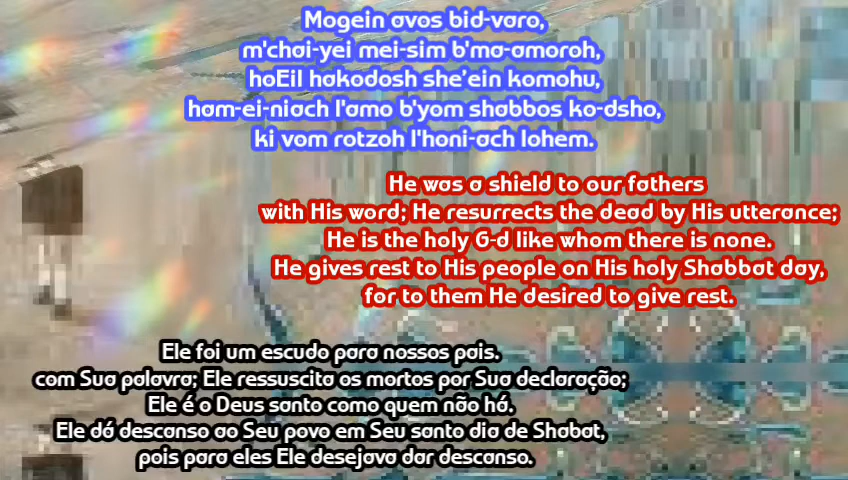 Mogein avos bid-varo,
m'chai-yei mei-sim b'ma-amoroh,
hoEil hakodosh she'ein komohu,
ham-ei-niach l'amo b'yom shabbos ko-dsho,
ki vom rotzoh l'honi-ach lohem.
He was a shield to our fathers
with His word; He resurrects the dead by His utterance;
He is the holy G-d like whom there is none.
He gives rest to His people on His holy Shabbat day,
for to them He desired to give rest.
Ele foi um escudo para nossos pais.
com Sua palavra; Ele ressuscita os mortos por Sua declaração;
Ele é o Deus santo como quem não há.
Ele dá descanso ao Seu povo em Seu santo dia de Shabat,
pois para eles Ele desejava dar descanso.